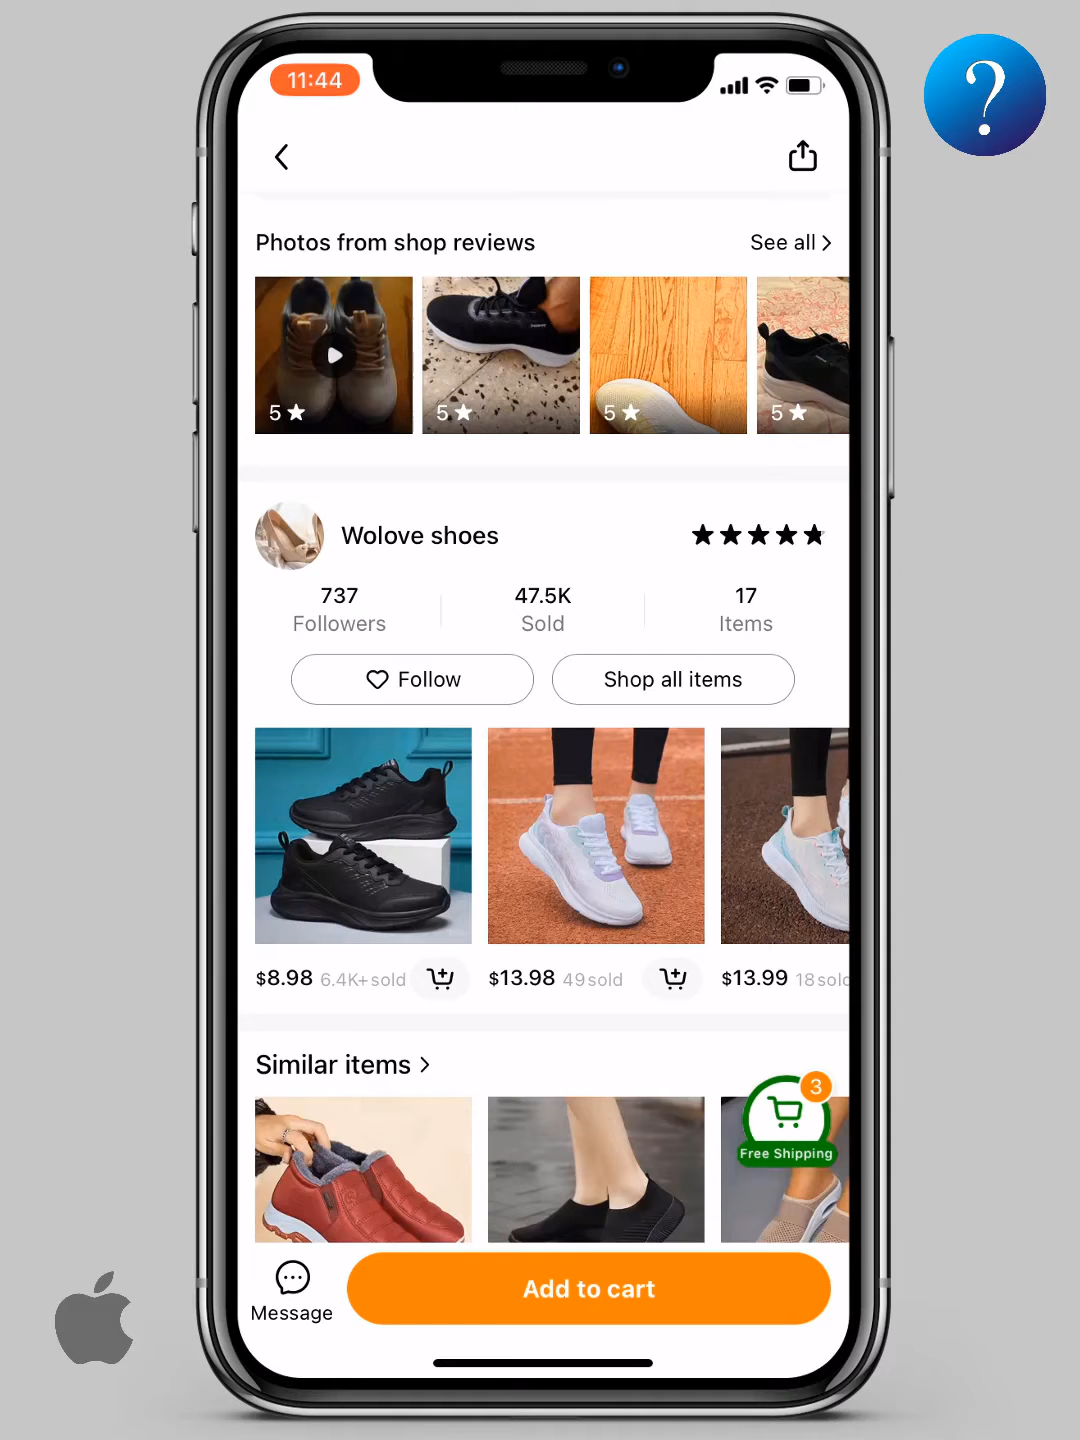 11:44
?
Photos from shop reviews
See all >
5 ★
5 ★
5 ★
5 ★
Wolove shoes
★★★★★
737
47.5K
17
Followers
Sold
Items
Follow
Shop all items
$8.98 6.4K+ sold
$13.98 49 sold
$13.99 18 sold
Similar items >
3
Free Shipping
Message
Add to cart